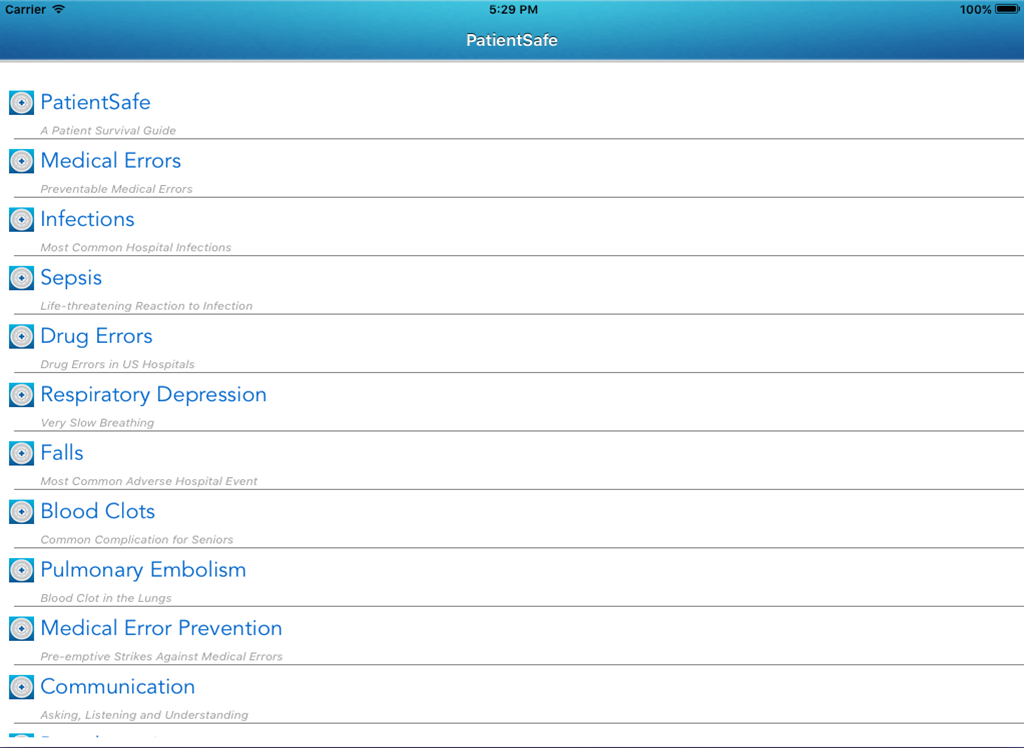 Carrier 5:29 PM 100%
PatientSafe
PatientSafe
A Patient Survival Guide
Medical Errors
Preventable Medical Errors
Infections
Most Common Hospital Infections
Sepsis
Life-threatening Reaction to Infection
Drug Errors
Drug Errors in US Hospitals
Respiratory Depression
Very Slow Breathing
Falls
Most Common Adverse Hospital Event
Blood Clots
Common Complication for Seniors
Pulmonary Embolism
Blood Clot in the Lungs
Medical Error Prevention
Pre-emptive Strikes Against Medical Errors
Communication
Asking, Listening and Understanding